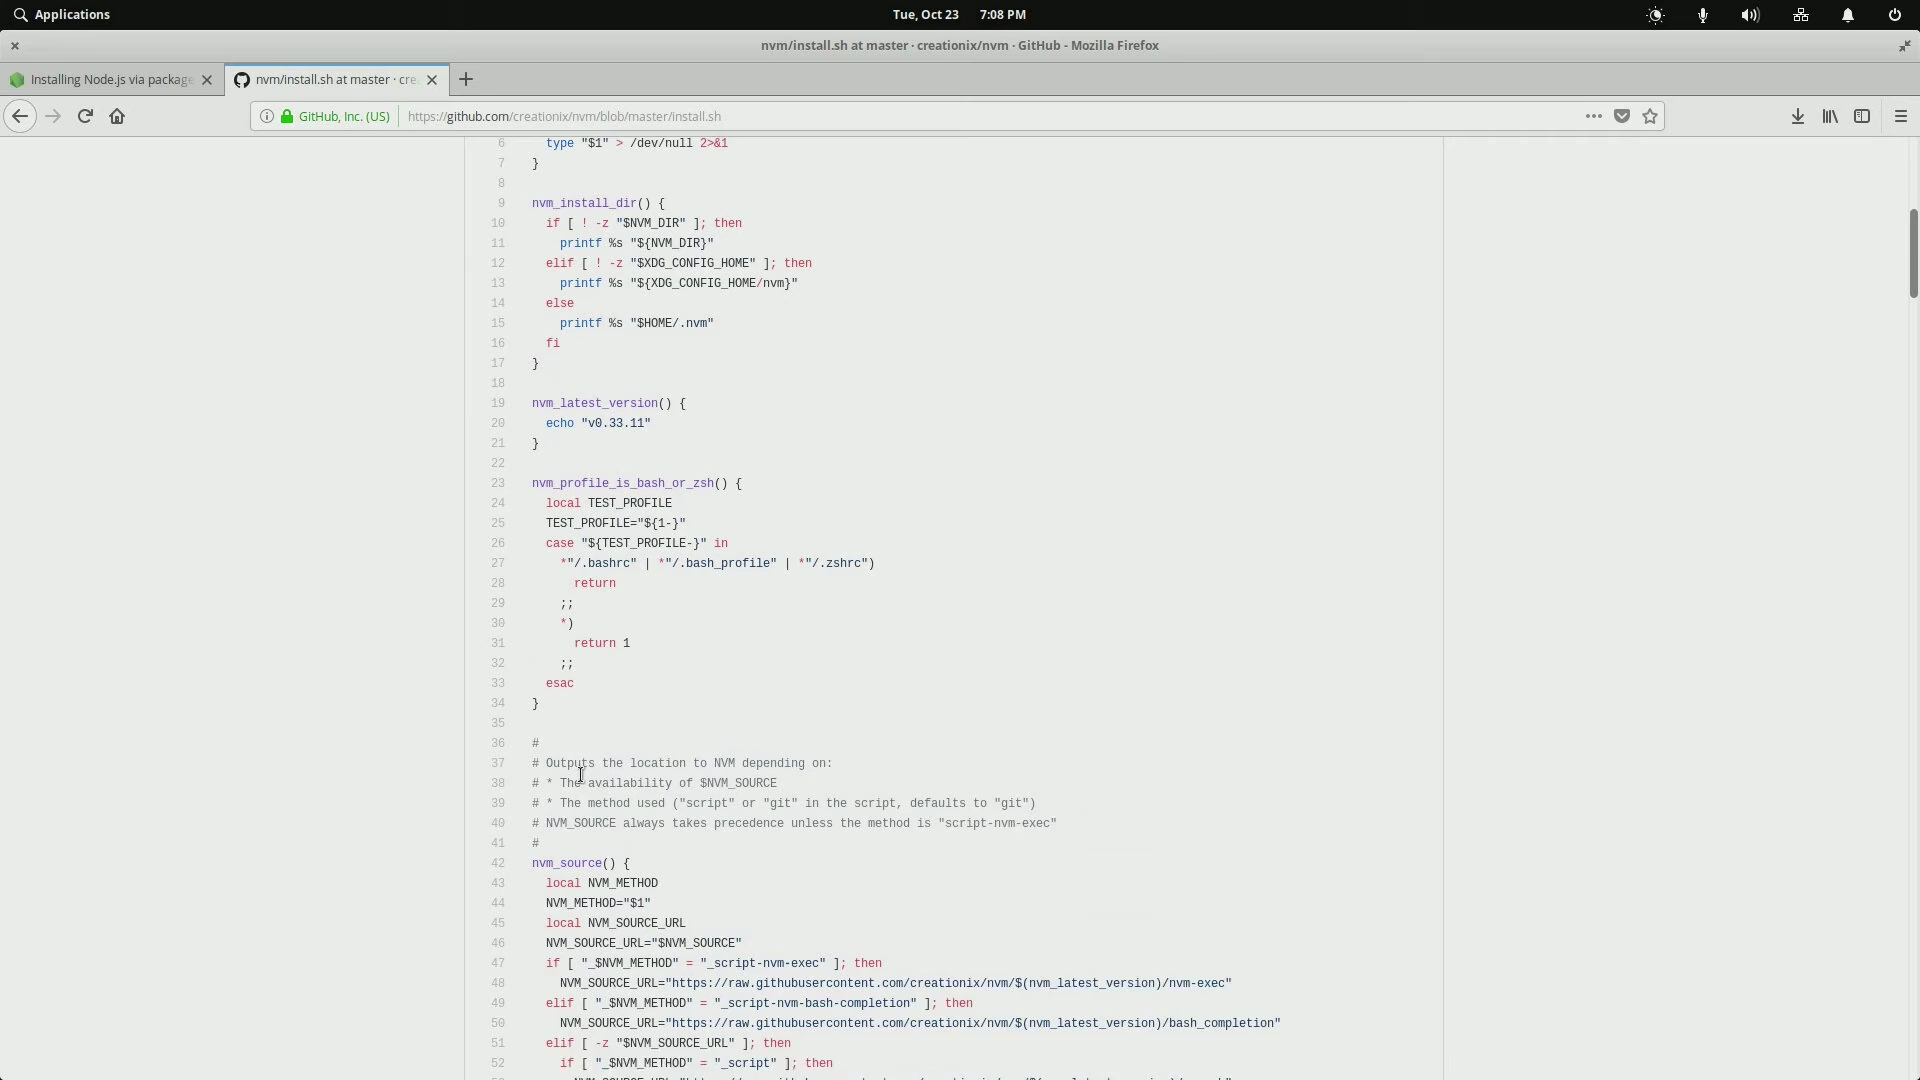 Applications
Tue, Oct 23 7:08 PM
nvm/install.sh at master · creationix/nvm · GitHub - Mozilla Firefox
Installing Node.js via package
nvm/install.sh at master · cre
GitHub, Inc. (US)
https://github.com/creationix/nvm/blob/master/install.sh
6 type "$1" > /dev/null 2>&1
7 }
8
9 nvm_install_dir() {
10 if [ ! -z "$NVM_DIR" ]; then
11 printf %s "${NVM_DIR}"
12 elif [ ! -z "$XDG_CONFIG_HOME" ]; then
13 printf %s "${XDG_CONFIG_HOME/nvm}"
14 else
15 printf %s "$HOME/.nvm"
16 fi
17 }
18
19 nvm_latest_version() {
20 echo "v0.33.11"
21 }
22
23 nvm_profile_is_bash_or_zsh() {
24 local TEST_PROFILE
25 TEST_PROFILE="${1-}"
26 case "${TEST_PROFILE-}" in
27 *"/.bashrc" | *"/.bash_profile" | *"/.zshrc")
28 return
29 ;;
30 *)
31 return 1
32 ;;
33 esac
34 }
35
36 #
37 # Outputs the location to NVM depending on:
38 # * The availability of $NVM_SOURCE
39 # * The method used ("script" or "git" in the script, defaults to "git")
40 # NVM_SOURCE always takes precedence unless the method is "script-nvm-exec"
41 #
42 nvm_source() {
43 local NVM_METHOD
44 NVM_METHOD="$1"
45 local NVM_SOURCE_URL
46 NVM_SOURCE_URL="$NVM_SOURCE"
47 if [ "_$NVM_METHOD" = "_script-nvm-exec" ]; then
48 NVM_SOURCE_URL="https://raw.githubusercontent.com/creationix/nvm/$(nvm_latest_version)/nvm-exec"
49 elif [ "_$NVM_METHOD" = "_script-nvm-bash-completion" ]; then
50 NVM_SOURCE_URL="https://raw.githubusercontent.com/creationix/nvm/$(nvm_latest_version)/bash_completion"
51 elif [ -z "$NVM_SOURCE_URL" ]; then
52 if [ "_$NVM_METHOD" = "_script" ]; then